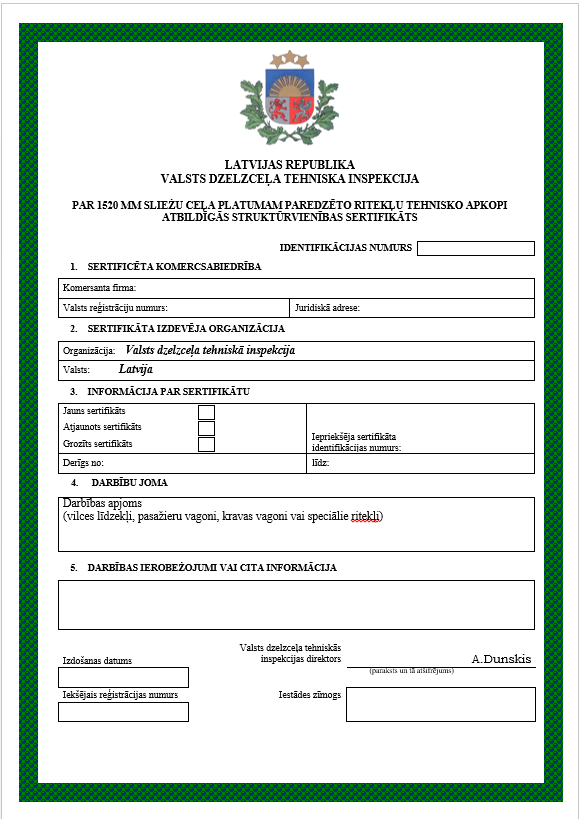 LATVIJAS REPUBLIKA
VALSTS DZELZCEĻA TEHNISKA INSPEKCIJA
PAR 1520 MM SLIEŽU CEĻA PLATUMAM PAREDZĒTO RITEKĻU TEHNISKO APKOPI
ATBILDĪGĀS STRUKTŪRVIENĪBAS SERTIFIKĀTS
IDENTIFIKĀCIJAS NUMURS
1. SERTIFICĒTA KOMERCSABIEDRĪBA
Komersanta firma:
Valsts reģistrāciju numurs: Juridiskā adrese:
2. SERTIFIKĀTA IZDEVĒJA ORGANIZĀCIJA
Organizācija: Valsts dzelzceļa tehniskā inspekcija
Valsts: Latvija
3. INFORMĀCIJA PAR SERTIFIKĀTU
Jauns sertifikāts
Atjaunots sertifikāts
Grozīts sertifikāts
Iepriekšēja sertifikāta
identifikācijas numurs:
Derīgs no: līdz:
4. DARBĪBU JOMA
Darbības apjoms
(vilces līdzekļi, pasažieru vagoni, kravas vagoni vai speciālie ritekļi)
5. DARBĪBAS IEROBEŽOJUMI VAI CITA INFORMĀCIJA
Valsts dzelzceļa tehniskās
inspekcijas direktors
A.Dunskis
(paraksts un tā atšifrējums)
Izdošanas datums
Iekšējais reģistrācijas numurs
Iestādes zīmogs